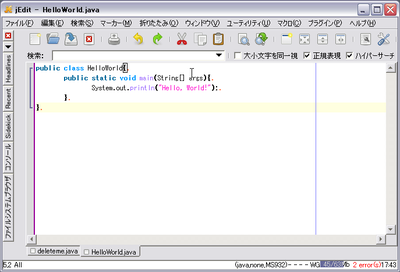 jEdit - HelloWorld.java
ファイル(F) 編集(E) 検索(S) マーカー(M) 折りたたみ(O) ウィンドウ(V) ユーティリティ(U) マクロ(C) プラグイン(P) ヘルプ(H)
検索: 大小文字を同一視 正規表現 ハイパーサーチ
Headlines
Recent
Sidekick
コンソール
ファイルシステムブラウザ
public class HelloWorld{
public static void main(String[] args){
System.out.println("Hello, World!");
}
}
deleteme.java HelloWorld.java
5,2 All (java,none,MS932) - - - - WG 2 error(s) 17:43